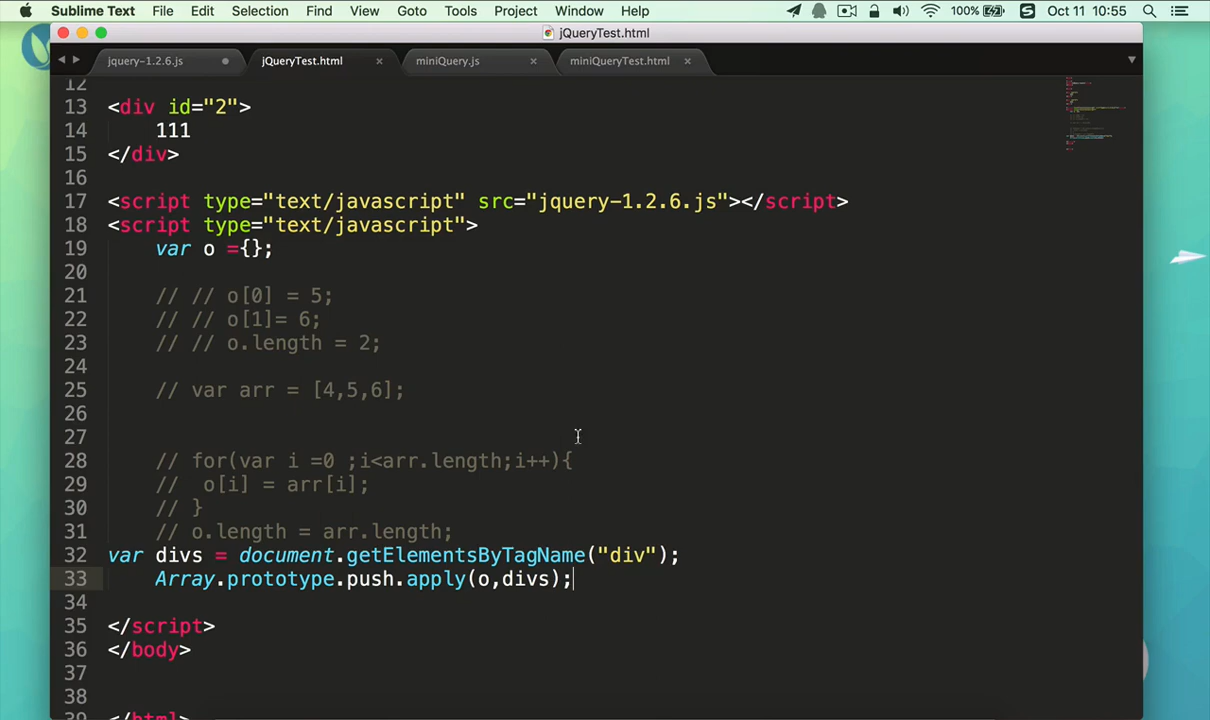 Sublime Text File Edit Selection Find View Goto Tools Project Window Help 100% Oct 11 10:55
jQueryTest.html
jquery-1.2.6.js jQueryTest.html miniQuery.js miniQueryTest.html
12
13 <div id="2">
14 111
15 </div>
16
17 <script type="text/javascript" src="jquery-1.2.6.js"></script>
18 <script type="text/javascript">
19 var o ={};
20
21 // // o[0] = 5;
22 // // o[1]= 6;
23 // // o.length = 2;
24
25 // var arr = [4,5,6];
26
27
28 // for(var i =0 ;i<arr.length;i++){
29 // o[i] = arr[i];
30 // }
31 // o.length = arr.length;
32 var divs = document.getElementsByTagName("div");
33 Array.prototype.push.apply(o,divs);
34
35 </script>
36 </body>
37
38
39 </html>